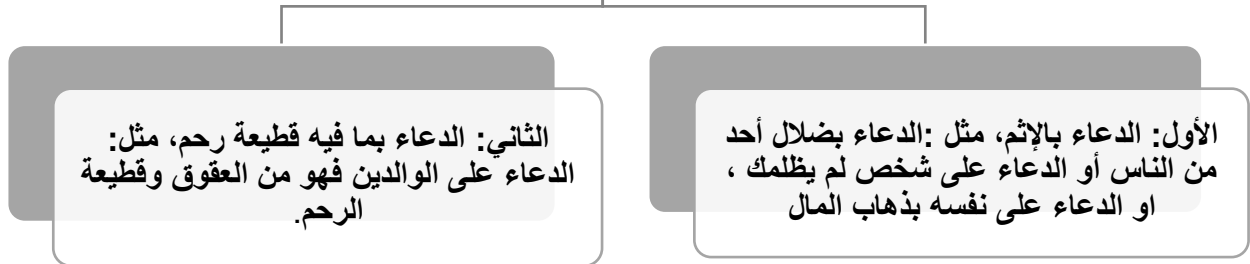 الأول: الدعاء بالإثم، مثل :الدعاء بضلال أحد
من الناس أو الدعاء على شخص لم يظلمك ،
او الدعاء على نفسه بذهاب المال
الثاني: الدعاء بما فيه قطيعة رحم، مثل:
الدعاء على الوالدين فهو من العقوق وقطيعة
الرحم.